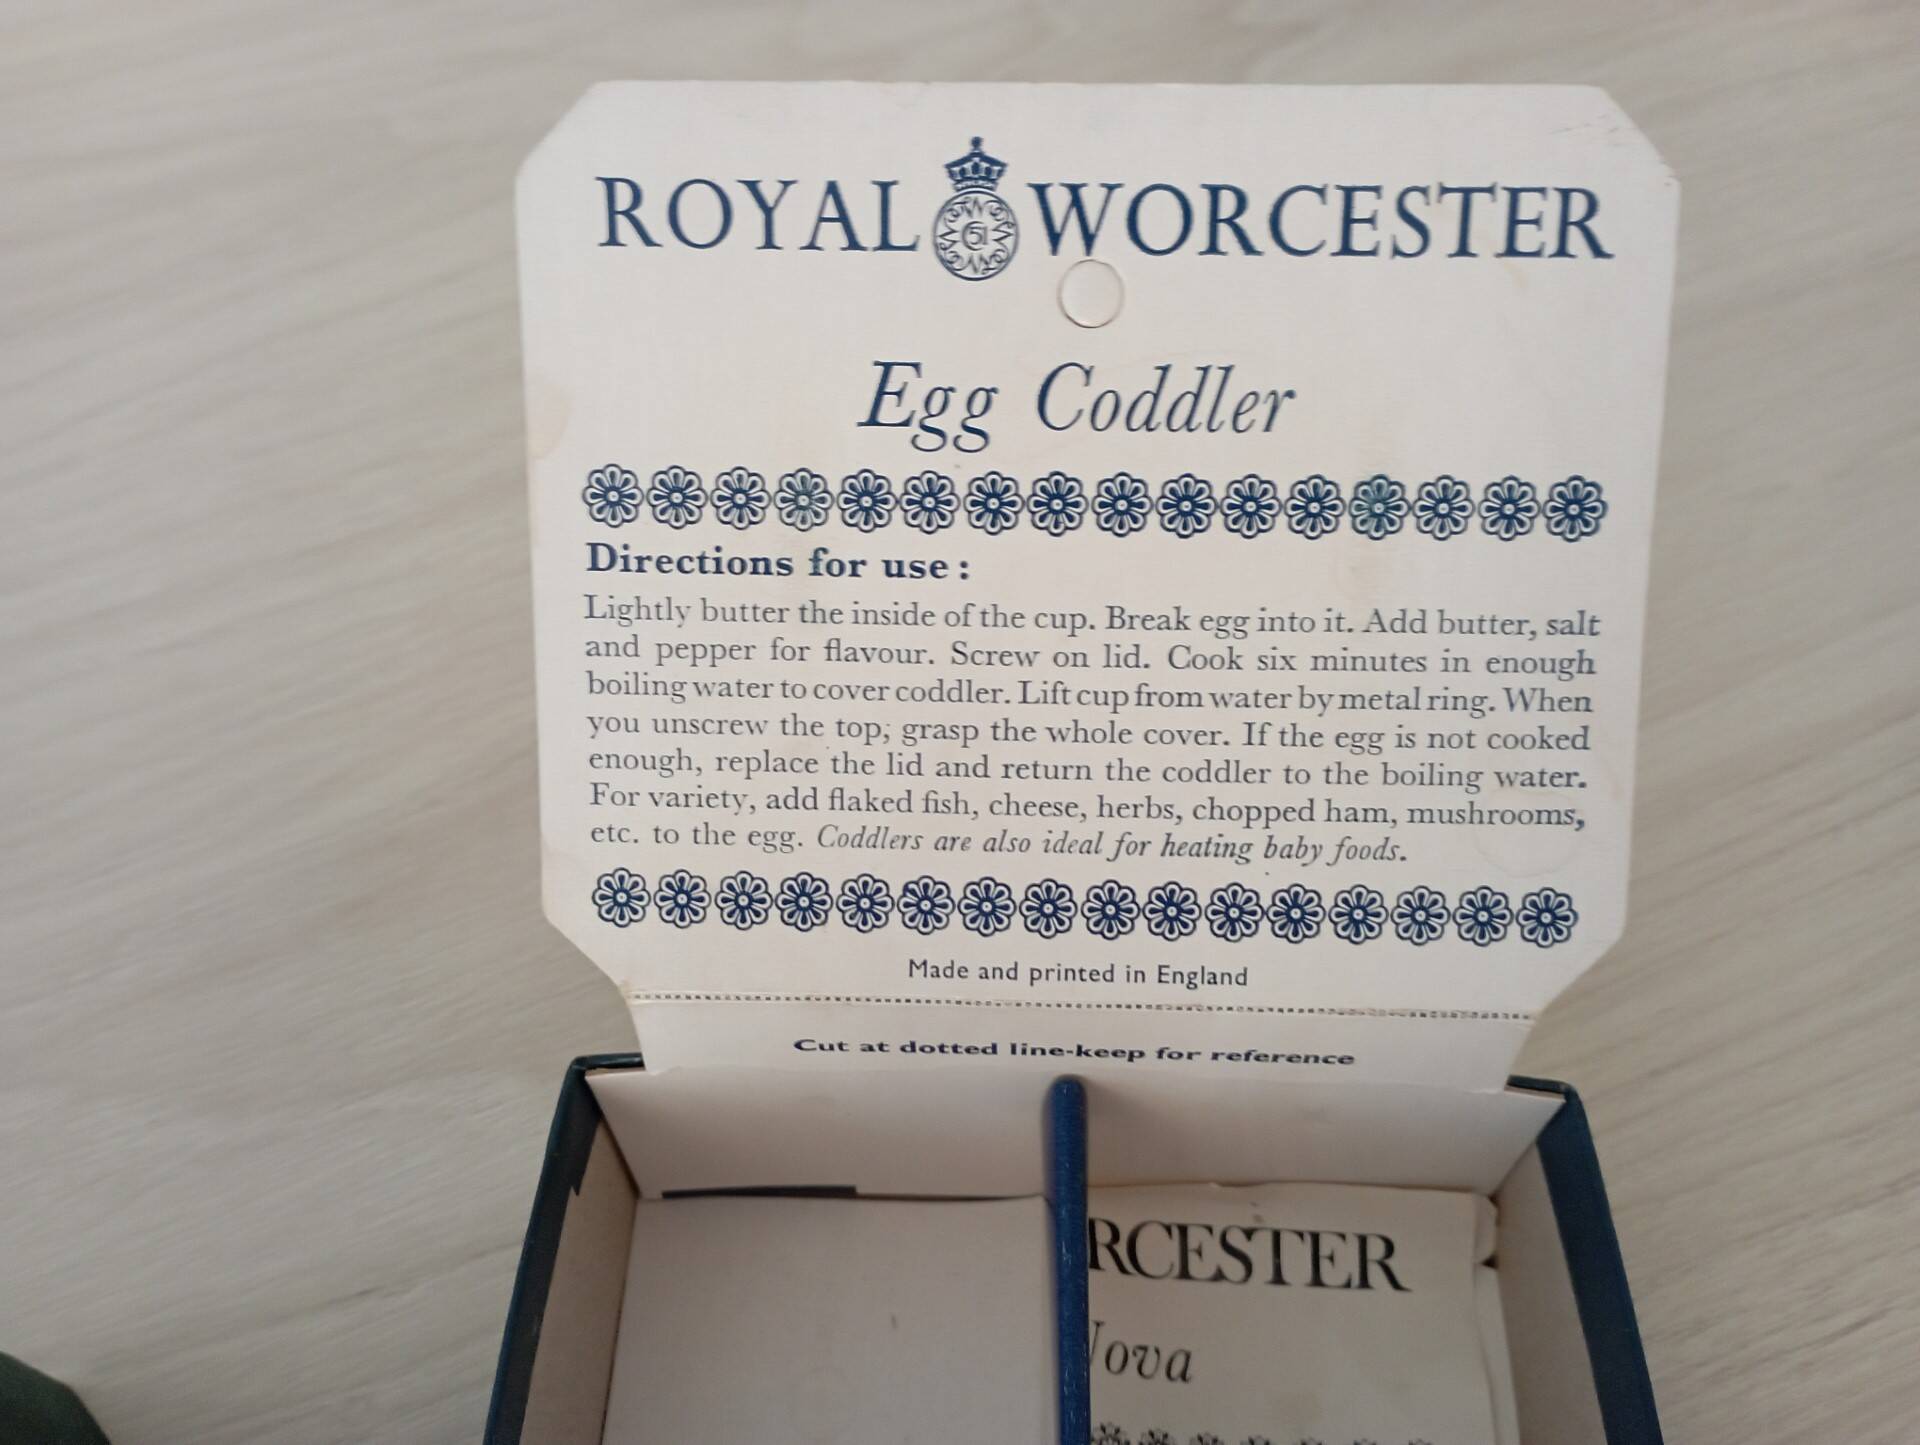 ROYAL WORCESTER
51
Egg Coddler
Directions for use :
Lightly butter the inside of the cup. Break egg into it. Add butter, salt
and pepper for flavour. Screw on lid. Cook six minutes in enough
boiling water to cover coddler. Lift cup from water by metal ring. When
you unscrew the top, grasp the whole cover. If the egg is not cooked
enough, replace the lid and return the coddler to the boiling water.
For variety, add flaked fish, cheese, herbs, chopped ham, mushrooms,
etc. to the egg. Coddlers are also ideal for heating baby foods.
Made and printed in England
Cut at dotted line-keep for reference
RCESTER
ova